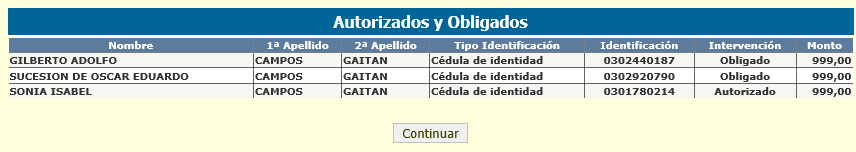 Autorizados y Obligados
Nombre 1ª Apellido 2ª Apellido Tipo Identificación Identificación Intervención Monto
GILBERTO ADOLFO CAMPOS GAITAN Cédula de identidad 0302440187 Obligado 999,00
SUCESION DE OSCAR EDUARDO CAMPOS GAITAN Cédula de identidad 0302920790 Obligado 999,00
SONIA ISABEL CAMPOS GAITAN Cédula de identidad 0301780214 Autorizado 999,00
Continuar